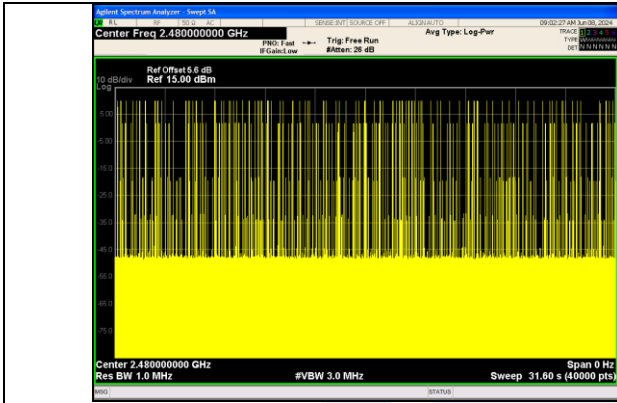 Agilent Spectrum Analyzer - Swept SA
RL RF 50 Ω AC SENSE:INT SOURCE OFF ALIGN AUTO 09:02:27 AM Jun 08, 2024
Center Freq 2.480000000 GHz
Avg Type: Log-Pwr
TRACE 1 2 3 4 5 6
TYPE
DET N N N N N N
PNO: Fast
IFGain:Low
Trig: Free Run
#Atten: 26 dB
Ref Offset 5.6 dB
10 dB/div Ref 15.00 dBm
Log
5.00
-5.00
-15.0
-25.0
-35.0
-45.0
-55.0
-65.0
-75.0
Center 2.480000000 GHz Span 0 Hz
Res BW 1.0 MHz #VBW 3.0 MHz Sweep 31.60 s (40000 pts)
MSG STATUS